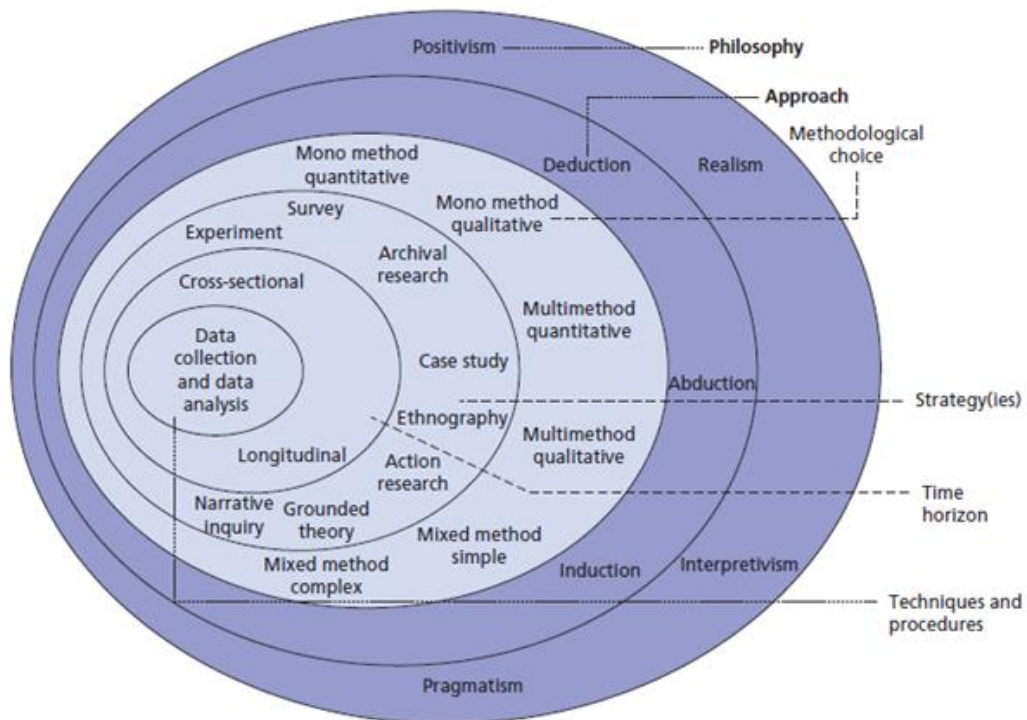 Positivism
Philosophy
Approach
Methodological
choice
Mono method
quantitative
Deduction
Realism
Mono method
qualitative
Survey
Experiment
Archival
research
Cross-sectional
Multimethod
quantitative
Data
collection
and data
analysis
Case study
Abduction
Strategy(ies)
Ethnography
Multimethod
qualitative
Longitudinal
Action
research
Time
horizon
Narrative
inquiry
Grounded
theory
Mixed method
simple
Mixed method
complex
Induction
Interpretivism
Techniques and
procedures
Pragmatism